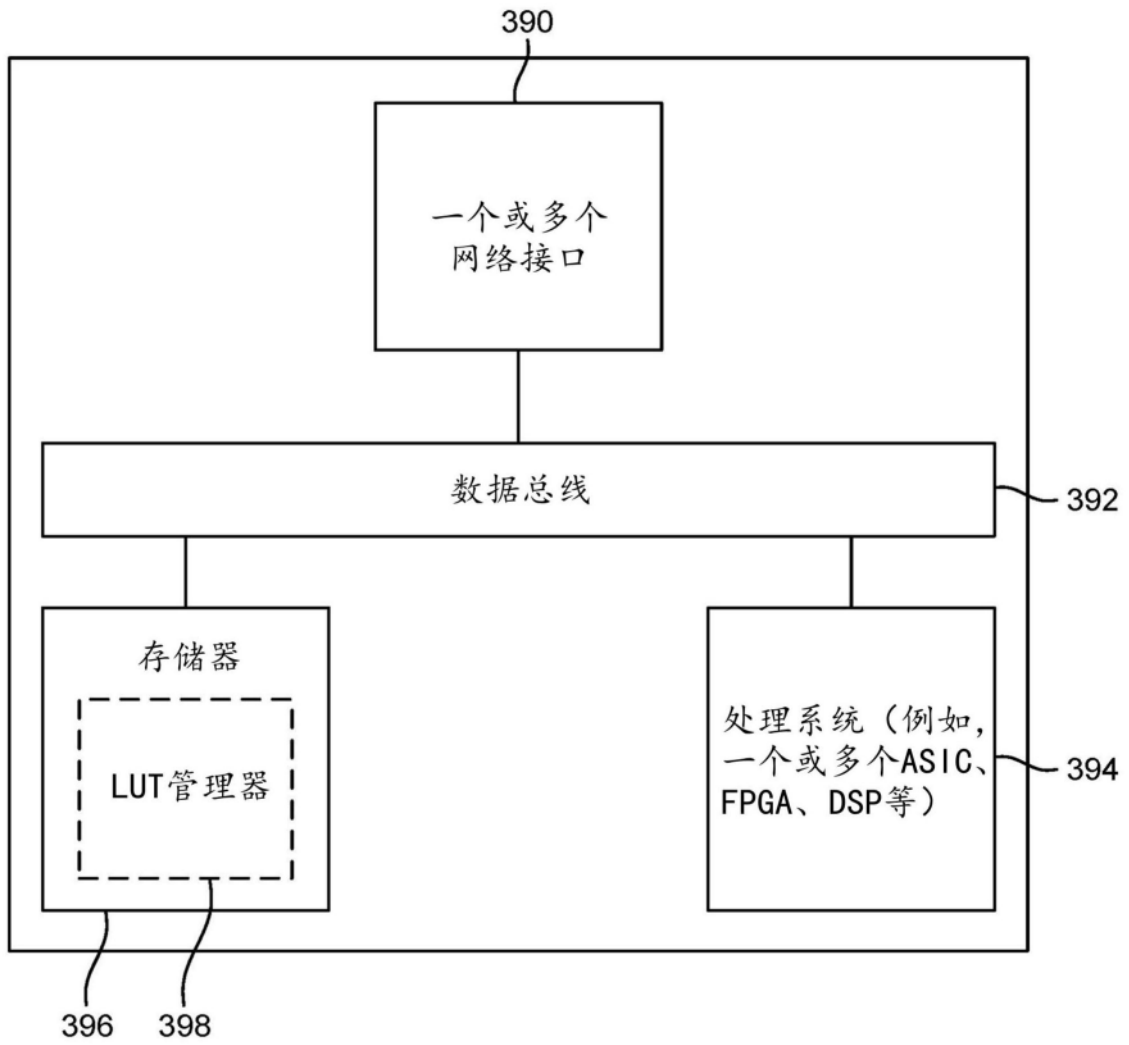 390
一个或多个
网络接口
数据总线
392
存储器
LUT管理器
处理系统（例如，
一个或多个ASIC、
FPGA、DSP等）
394
396
398